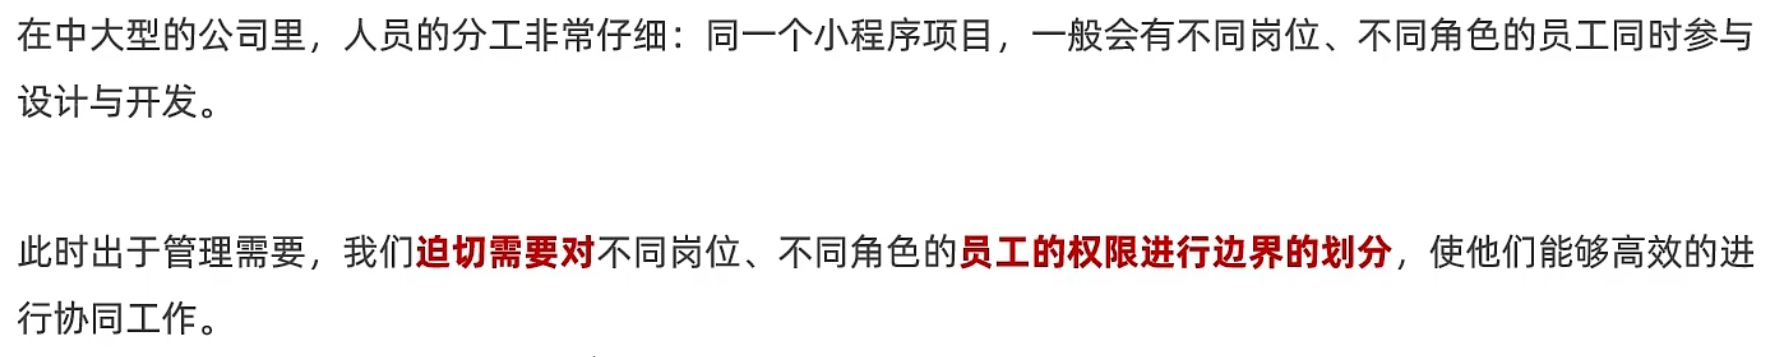 在中大型的公司里，人员的分工非常仔细：同一个小程序项目，一般会有不同岗位、不同角色的员工同时参与
设计与开发。
此时出于管理需要，我们迫切需要对不同岗位、不同角色的员工的权限进行边界的划分，使他们能够高效的进
行协同工作。